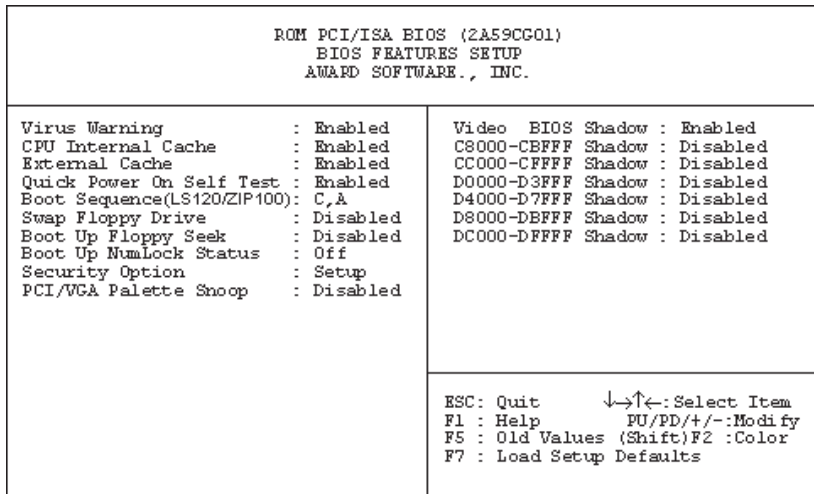 ROM PCI/ISA BIOS (2A59CG01)
BIOS FEATURES SETUP
AWARD SOFTWARE., INC.
Virus Warning : Enabled
CPU Internal Cache : Enabled
External Cache : Enabled
Quick Power On Self Test : Enabled
Boot Sequence(LS120/ZIP100): C,A
Swap Floppy Drive : Disabled
Boot Up Floppy Seek : Disabled
Boot Up NumLock Status : Off
Security Option : Setup
PCI/VGA Palette Snoop : Disabled
Video BIOS Shadow : Enabled
C8000-CBFFF Shadow : Disabled
CC000-CFFFF Shadow : Disabled
D0000-D3FFF Shadow : Disabled
D4000-D7FFF Shadow : Disabled
D8000-DBFFF Shadow : Disabled
DC000-DFFFF Shadow : Disabled
ESC: Quit ↓→↑←:Select Item
F1 : Help PU/PD/+/-:Modify
F5 : Old Values (Shift)F2 :Color
F7 : Load Setup Defaults